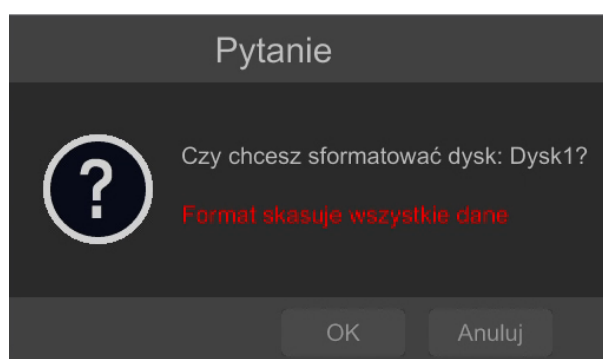 Pytanie
?
Czy chcesz sformatować dysk: Dysk1?
Format skasuje wszystkie dane
OK Anuluj